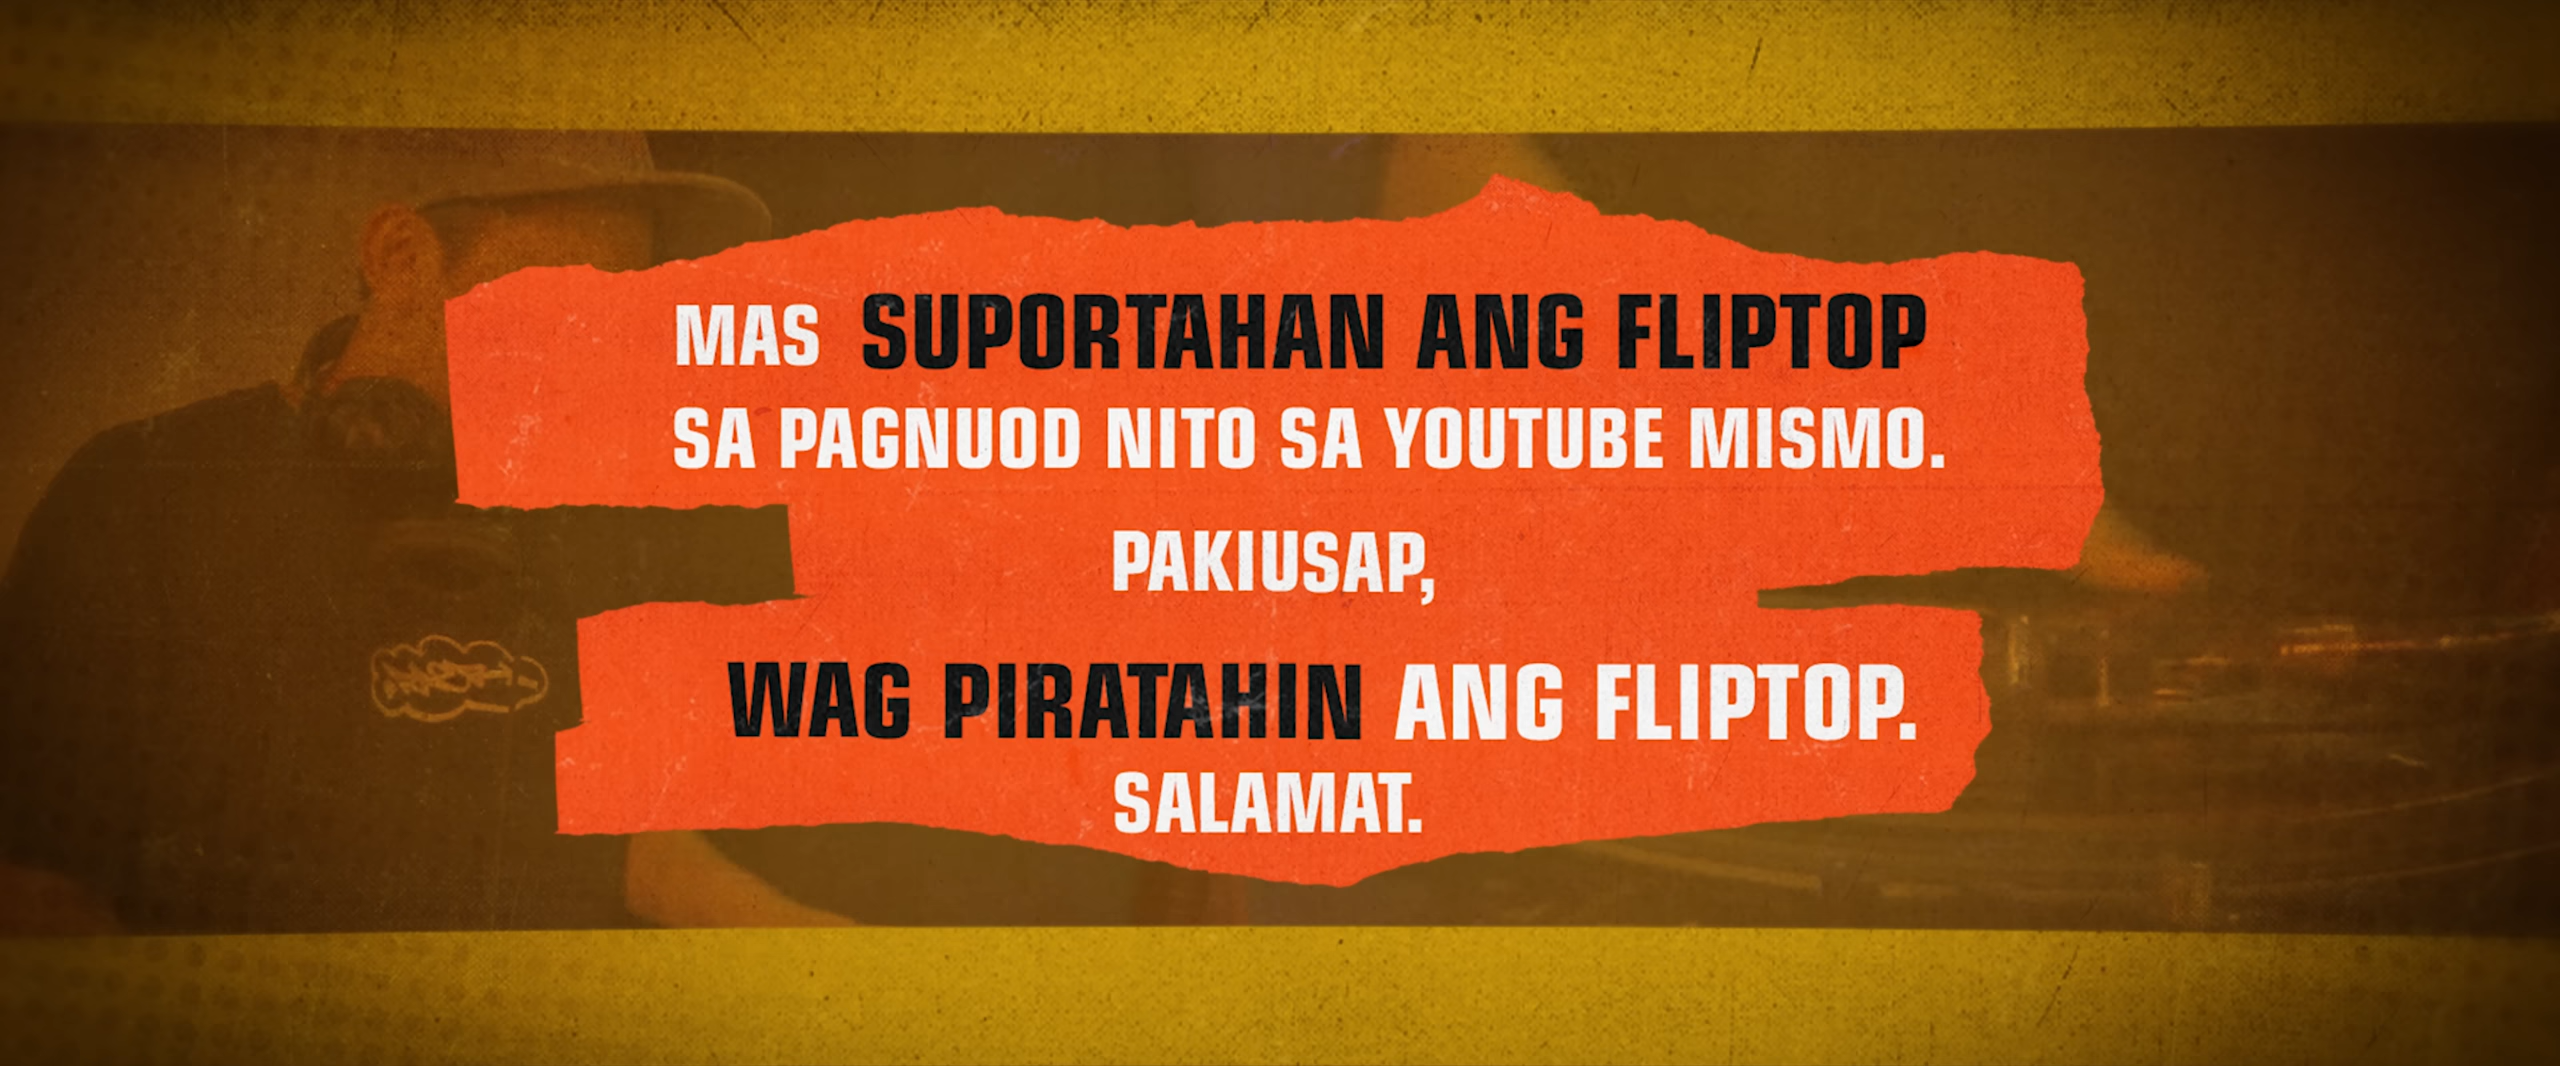 MAS SUPORTAHAN ANG FLIPTOP
SA PAGNUOD NITO SA YOUTUBE MISMO.
PAKIUSAP,
WAG PIRATAHIN ANG FLIPTOP.
SALAMAT.